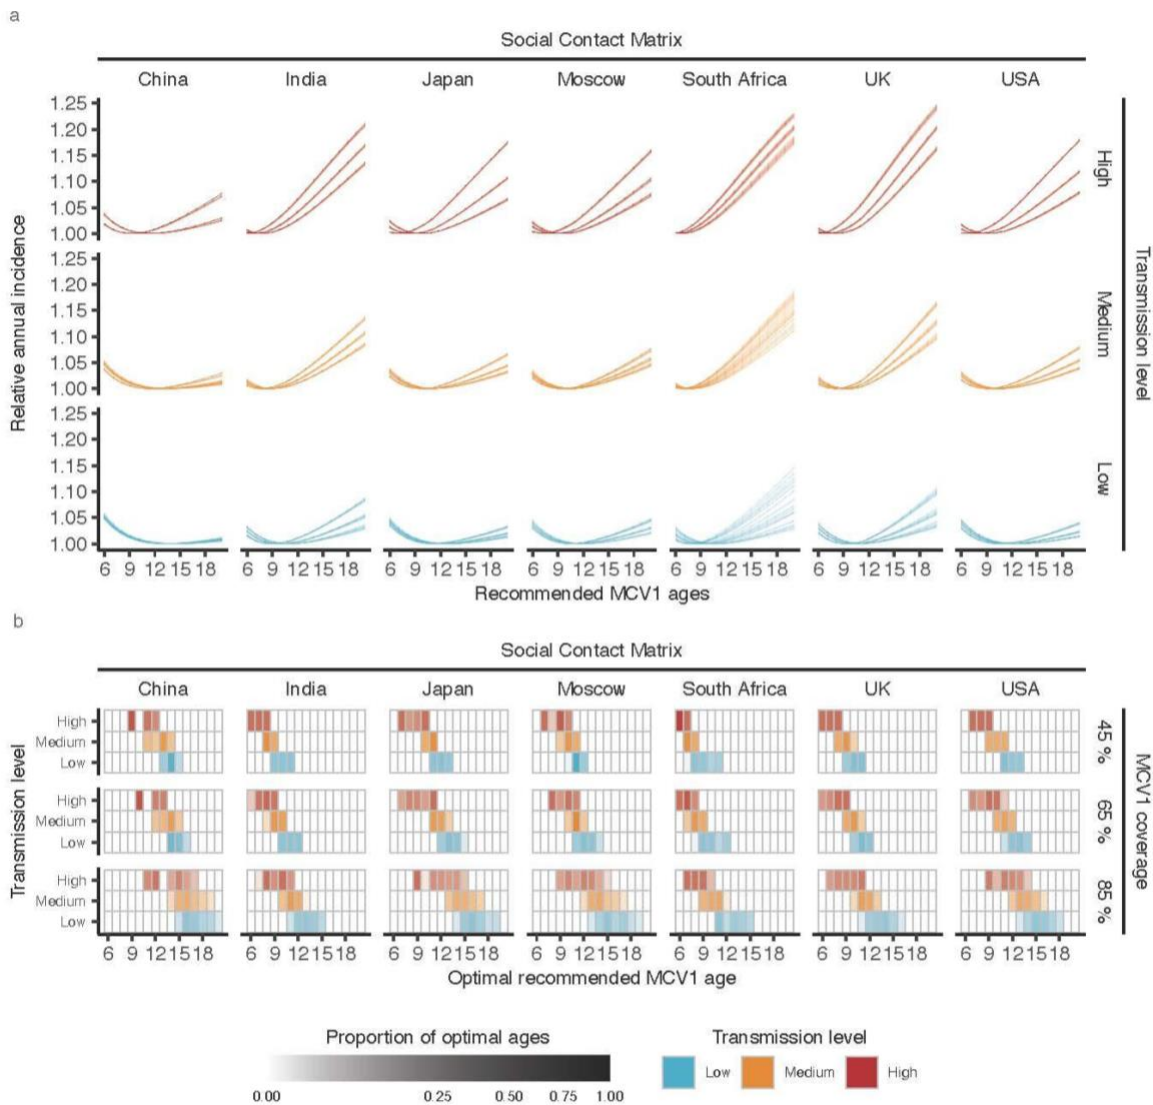 a
Social Contact Matrix
China India Japan Moscow South Africa UK USA
1.25
1.20
1.15
1.10
1.05
1.00
High
1.25
1.20
1.15
1.10
1.05
1.00
Medium
1.25
1.20
1.15
1.10
1.05
1.00
Low
Relative annual incidence
Transmission level
6 9 12 15 18 6 9 12 15 18 6 9 12 15 18 6 9 12 15 18 6 9 12 15 18 6 9 12 15 18 6 9 12 15 18
Recommended MCV1 ages
b
Social Contact Matrix
China India Japan Moscow South Africa UK USA
High
Medium
Low
45 %
High
Medium
Low
65 %
High
Medium
Low
85 %
Transmission level
MCV1 coverage
6 9 12 15 18 6 9 12 15 18 6 9 12 15 18 6 9 12 15 18 6 9 12 15 18 6 9 12 15 18 6 9 12 15 18
Optimal recommended MCV1 age
Proportion of optimal ages
0.00 0.25 0.50 0.75 1.00
Transmission level
Low Medium High